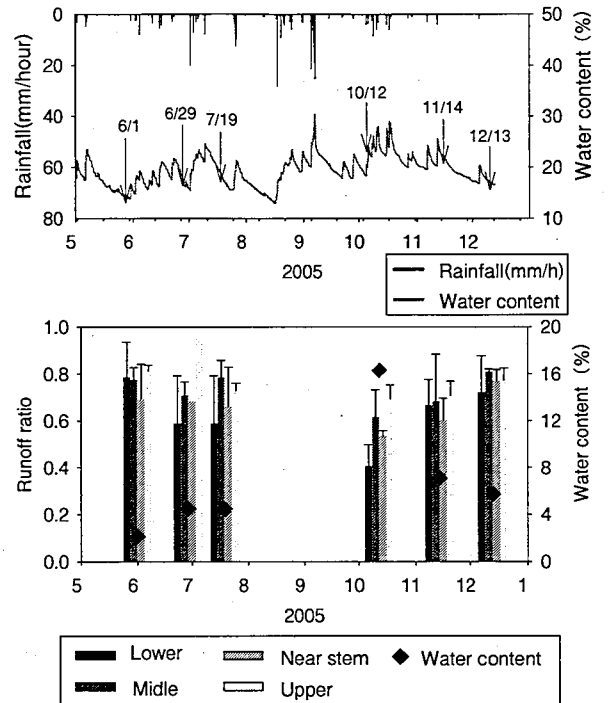 0
20
40
60
80
Rainfall(mm/hour)
50
40
30
20
10
Water content (%)
6/1
6/29
7/19
10/12
11/14
12/13
5 6 7 8 9 10 11 12
2005
Rainfall(mm/h)
Water content
1.0
0.8
0.6
0.4
0.2
0.0
Runoff ratio
20
16
12
8
4
0
Water content (%)
5 6 7 8 9 10 11 12 1
2005
Lower
Near stem
Water content
Midle
Upper